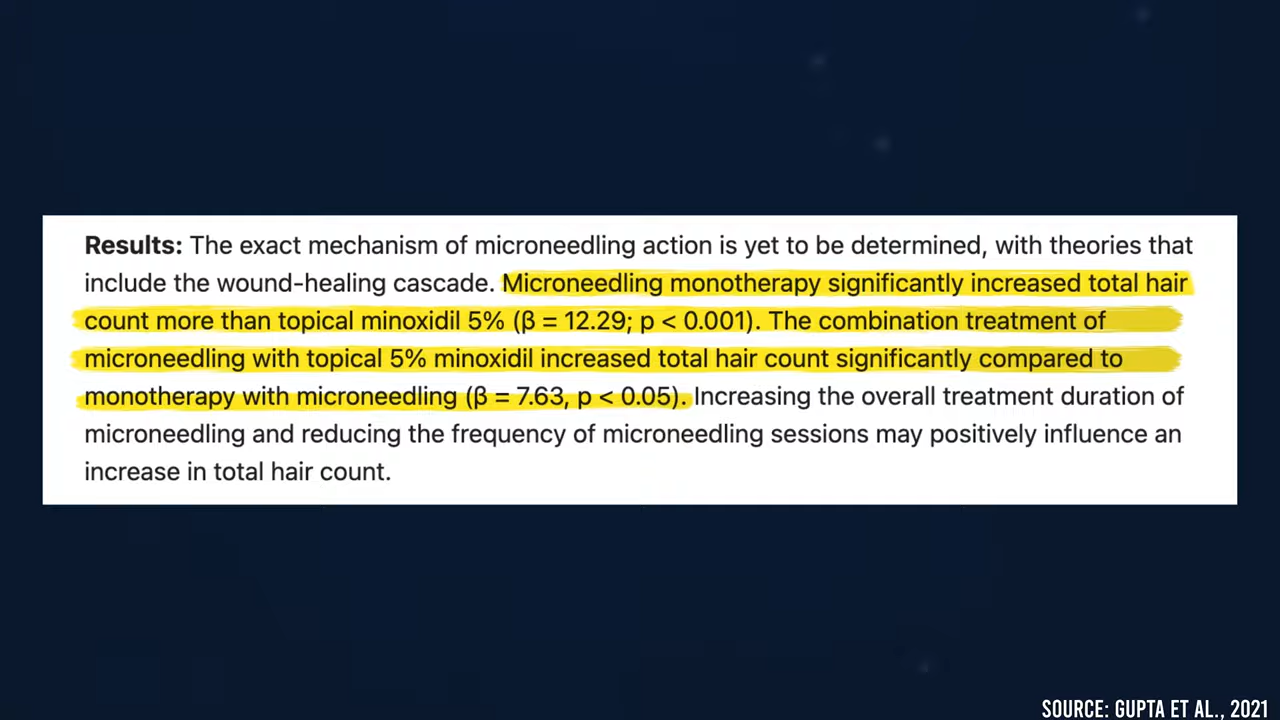 Results: The exact mechanism of microneedling action is yet to be determined, with theories that
include the wound-healing cascade. Microneedling monotherapy significantly increased total hair
count more than topical minoxidil 5% (β = 12.29; p < 0.001). The combination treatment of
microneedling with topical 5% minoxidil increased total hair count significantly compared to
monotherapy with microneedling (β = 7.63, p < 0.05). Increasing the overall treatment duration of
microneedling and reducing the frequency of microneedling sessions may positively influence an
increase in total hair count.
SOURCE: GUPTA ET AL., 2021